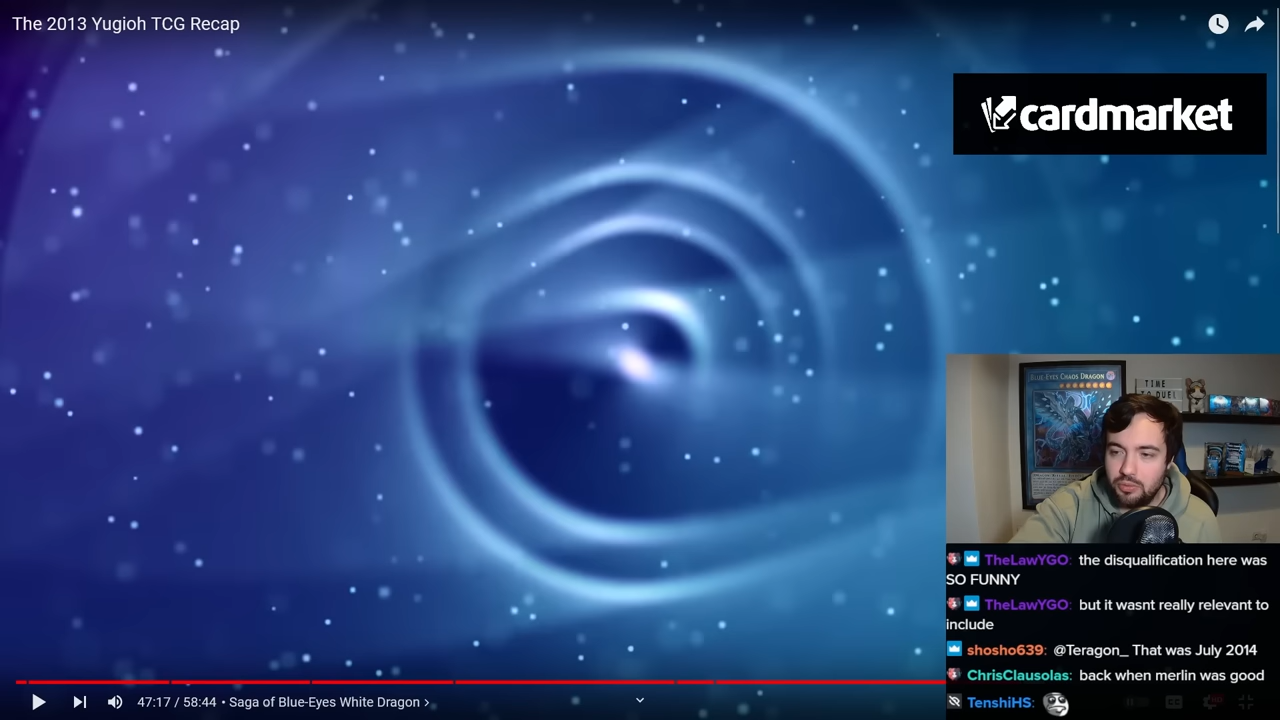 The 2013 Yugioh TCG Recap
cardmarket
BLUE-EYES CHAOS DRAGON
TIME
TO DUEL
TheLawYGO: the disqualification here was
SO FUNNY
TheLawYGO: but it wasnt really relevant to
include
shosho639: @Teragon_ That was July 2014
ChrisClausolas: back when merlin was good
TenshiHS:
47:17 / 58:44 • Saga of Blue-Eyes White Dragon >